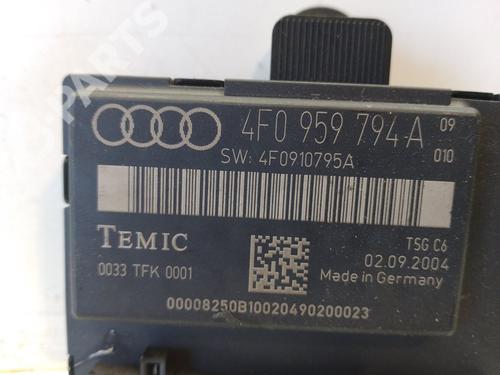 PARTS
4F0 959 794 A 09
010
SW: 4F0910795A
TEMIC
TSG C6
0033 TFK 0001
02.09.2004
Made in Germany
00008250B10020490200023